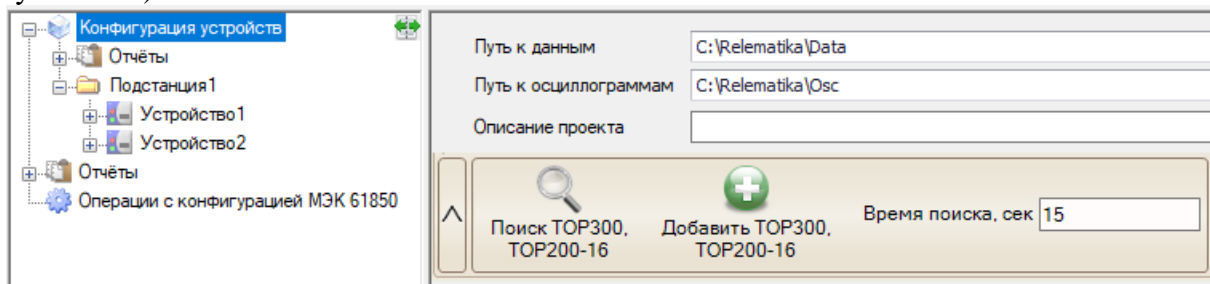 Конфигурация устройств
Отчёты
Подстанция1
Устройство1
Устройство2
Отчёты
Операции с конфигурацией МЭК 61850
Путь к данным C:\Relematika\Data
Путь к осциллограммам C:\Relematika\Osc
Описание проекта
Поиск ТОР300,
ТОР200-16
Добавить ТОР300,
ТОР200-16
Время поиска, сек 15